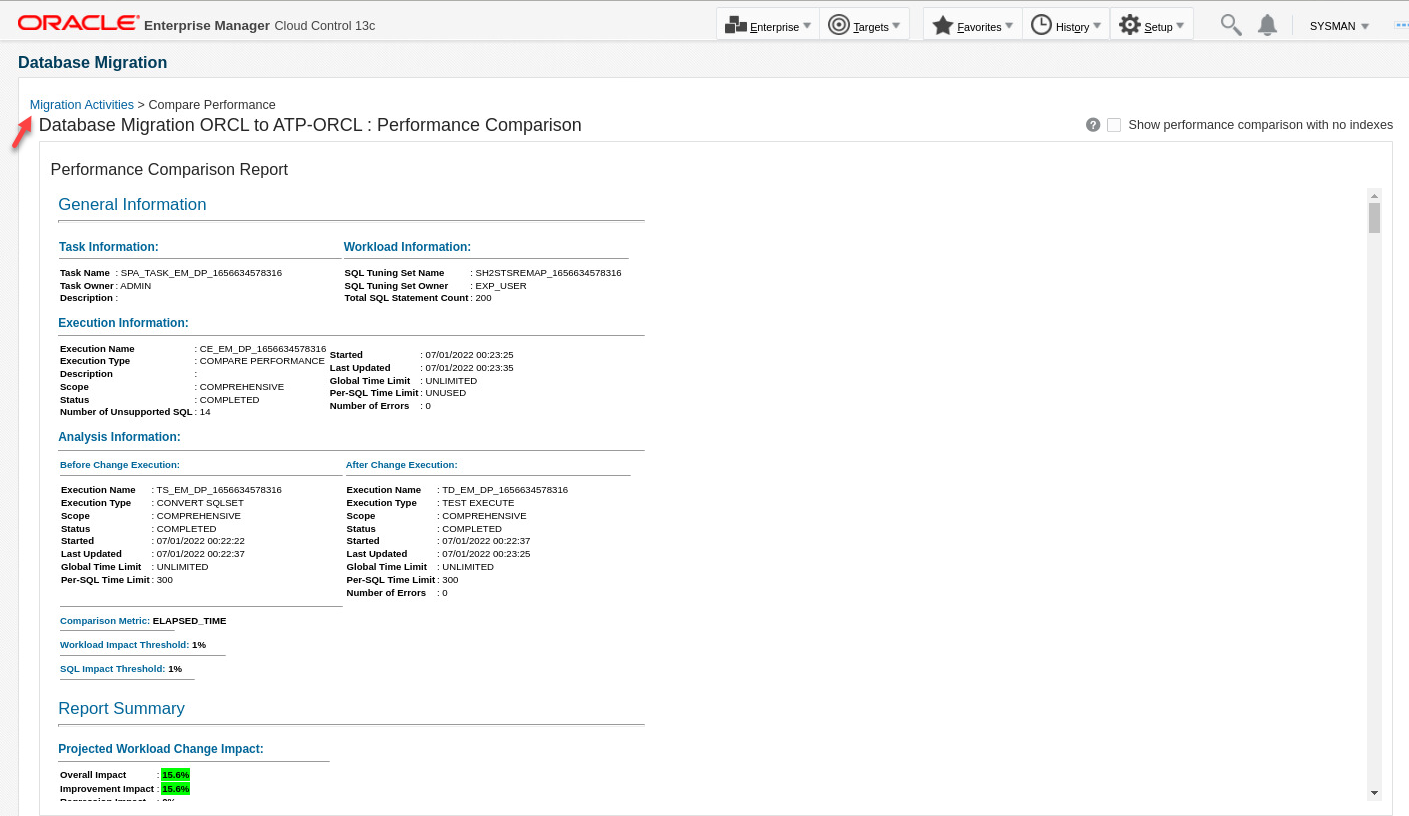 ORACLE Enterprise Manager Cloud Control 13c Enterprise Targets Favorites History Setup SYSMAN
Database Migration
Migration Activities > Compare Performance
Database Migration ORCL to ATP-ORCL : Performance Comparison
? Show performance comparison with no indexes
Performance Comparison Report
General Information
Task Information:
Task Name : SPA_TASK_EM_DP_1656634578316
Task Owner : ADMIN
Description :
Workload Information:
SQL Tuning Set Name : SH2STSREMAP_1656634578316
SQL Tuning Set Owner : EXP_USER
Total SQL Statement Count : 200
Execution Information:
Execution Name : CE_EM_DP_1656634578316
Execution Type : COMPARE PERFORMANCE
Description :
Scope : COMPREHENSIVE
Status : COMPLETED
Number of Unsupported SQL : 14
Started : 07/01/2022 00:23:25
Last Updated : 07/01/2022 00:23:35
Global Time Limit : UNLIMITED
Per-SQL Time Limit : UNUSED
Number of Errors : 0
Analysis Information:
Before Change Execution:
Execution Name : TS_EM_DP_1656634578316
Execution Type : CONVERT SQLSET
Scope : COMPREHENSIVE
Status : COMPLETED
Started : 07/01/2022 00:22:22
Last Updated : 07/01/2022 00:22:37
Global Time Limit : UNLIMITED
Per-SQL Time Limit : 300
After Change Execution:
Execution Name : TD_EM_DP_1656634578316
Execution Type : TEST EXECUTE
Scope : COMPREHENSIVE
Status : COMPLETED
Started : 07/01/2022 00:22:37
Last Updated : 07/01/2022 00:23:25
Global Time Limit : UNLIMITED
Per-SQL Time Limit : 300
Number of Errors : 0
Comparison Metric: ELAPSED_TIME
Workload Impact Threshold: 1%
SQL Impact Threshold: 1%
Report Summary
Projected Workload Change Impact:
Overall Impact : 15.6%
Improvement Impact : 15.6%
Regression Impact : 0%